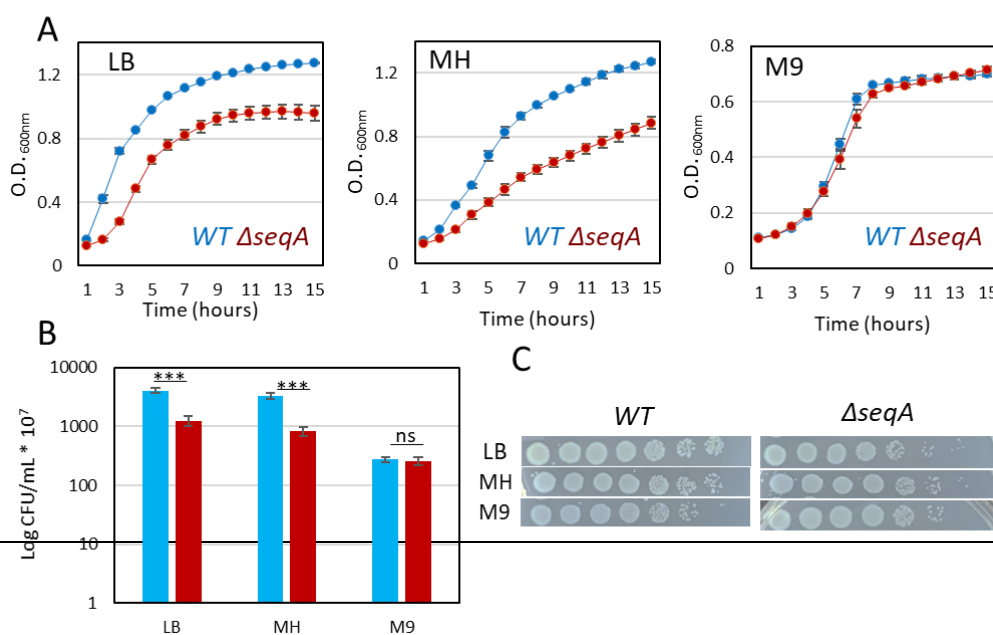 A
LB
O.D. 600nm
1.2
0.8
0.4
0
WT ΔseqA
1 3 5 7 9 11 13 15
Time (hours)
MH
O.D. 600nm
1.2
0.8
0.4
0
WT ΔseqA
1 3 5 7 9 11 13 15
Time (hours)
M9
O.D. 600nm
0.8
0.6
0.4
0.2
0
WT ΔseqA
1 3 5 7 9 11 13 15
Time (hours)
B
Log CFU/mL * 10⁷
10000
1000
100
10
1
***
***
ns
LB MH M9
C
WT ΔseqA
LB
MH
M9